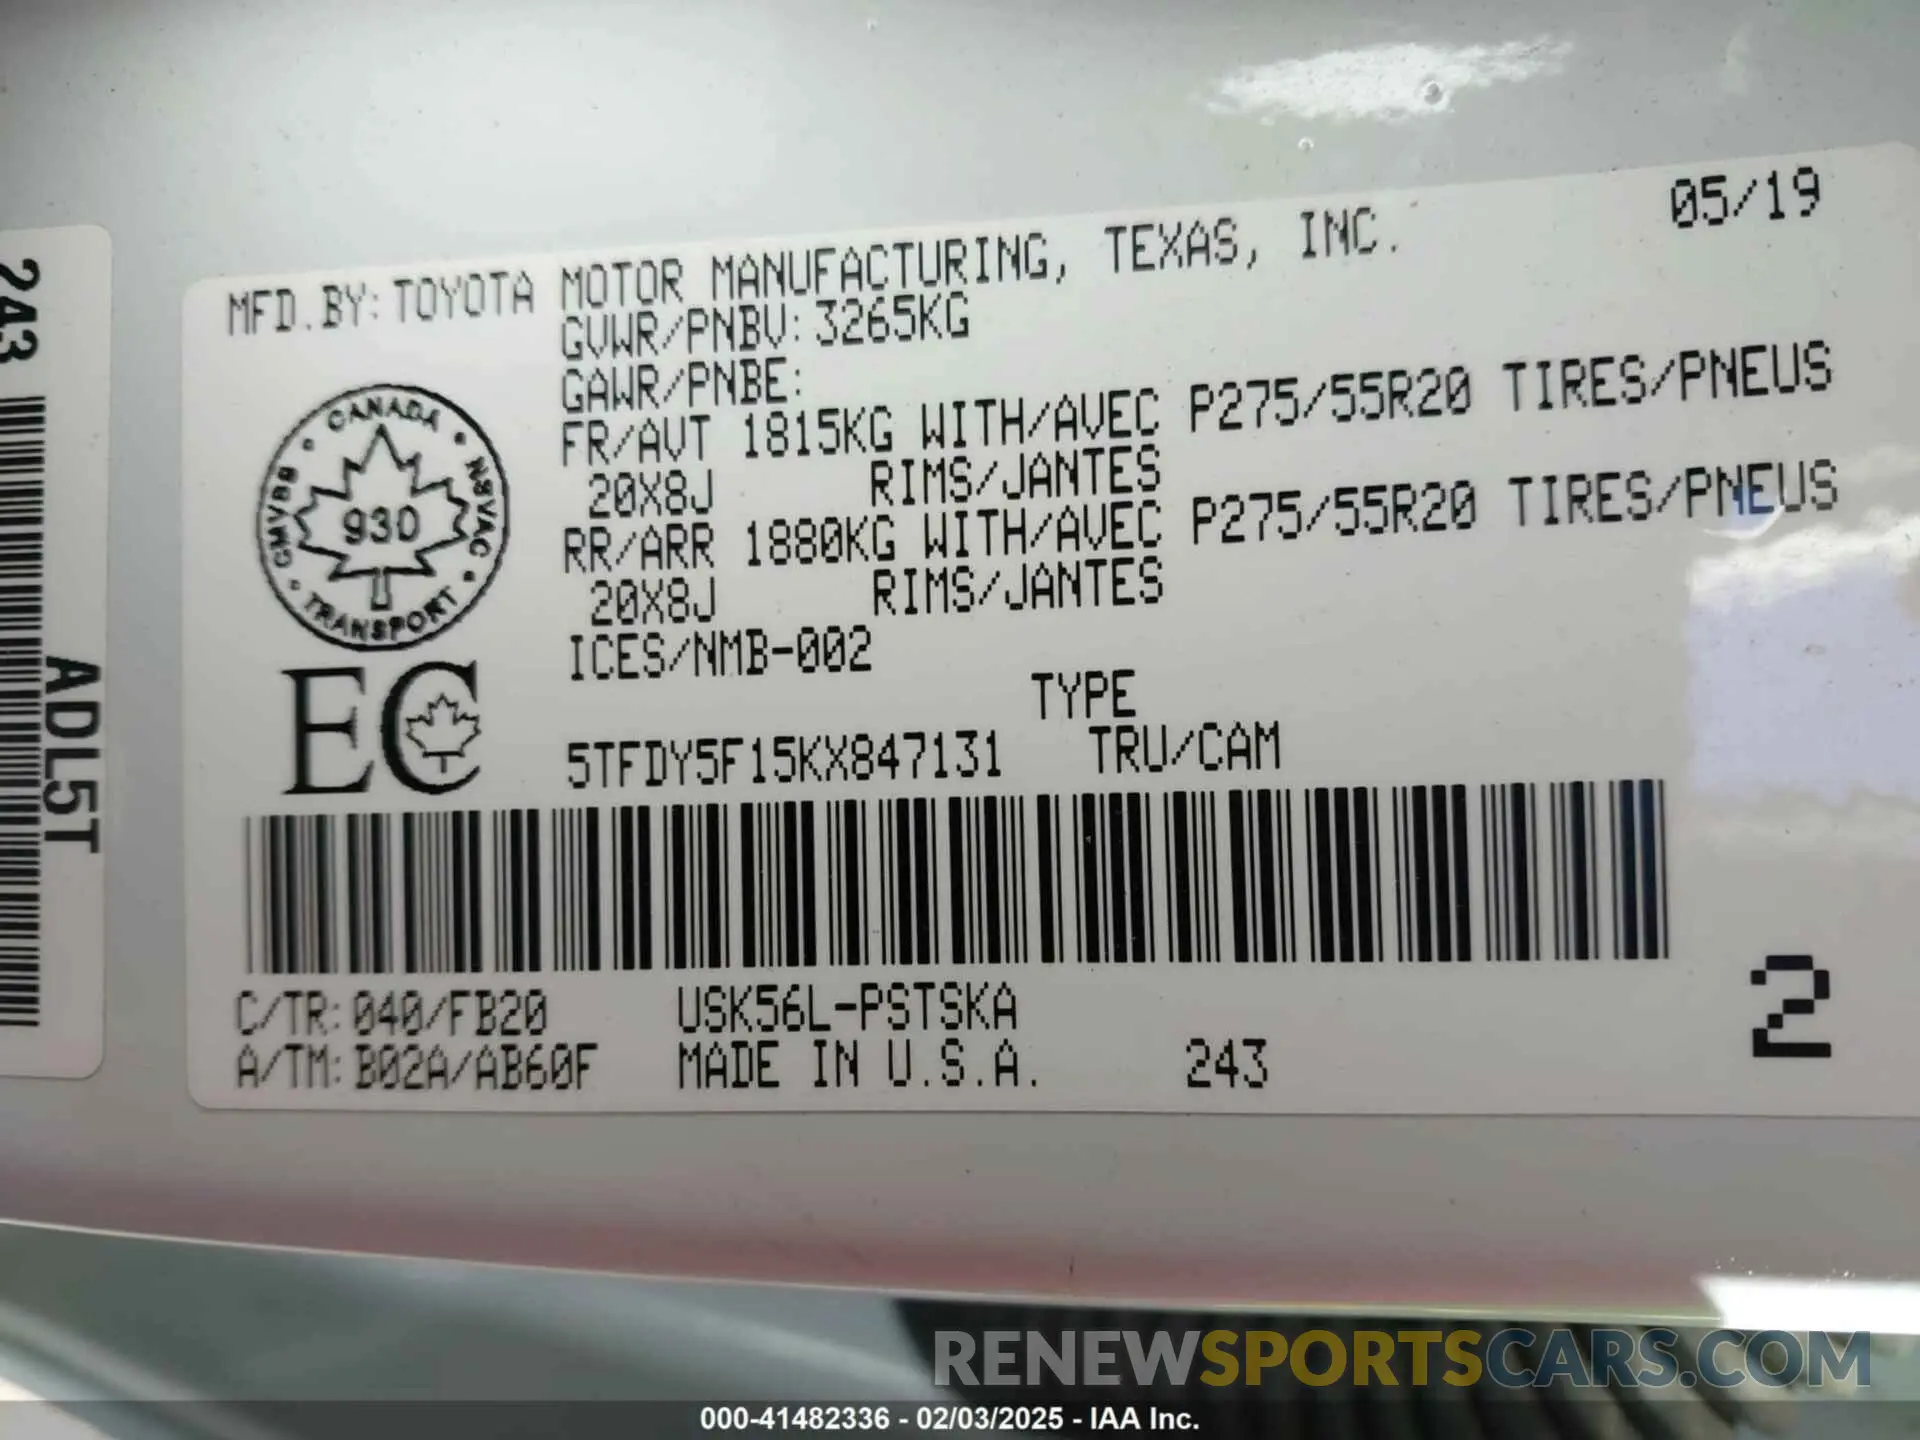 05/19
MFD.BY:TOYOTA MOTOR MANUFACTURING, TEXAS, INC.
GVWR/PNBV:3265KG
GAWR/PNBE:
FR/AVT 1815KG WITH/AVEC P275/55R20 TIRES/PNEUS
20X8J RIMS/JANTES
RR/ARR 1880KG WITH/AVEC P275/55R20 TIRES/PNEUS
20X8J RIMS/JANTES
ICES/NMB-002
TYPE
5TFDY5F15KX847131 TRU/CAM
CANADA
CMVSS • NSVAC
930
TRANSPORT
EC
C/TR:040/FB20 USK56L-PSTSKA
A/TM:B02A/AB60F MADE IN U.S.A. 243
2
243
ADL5T
RENEWSPORTSCARS.COM
000-41482336 - 02/03/2025 - IAA Inc.